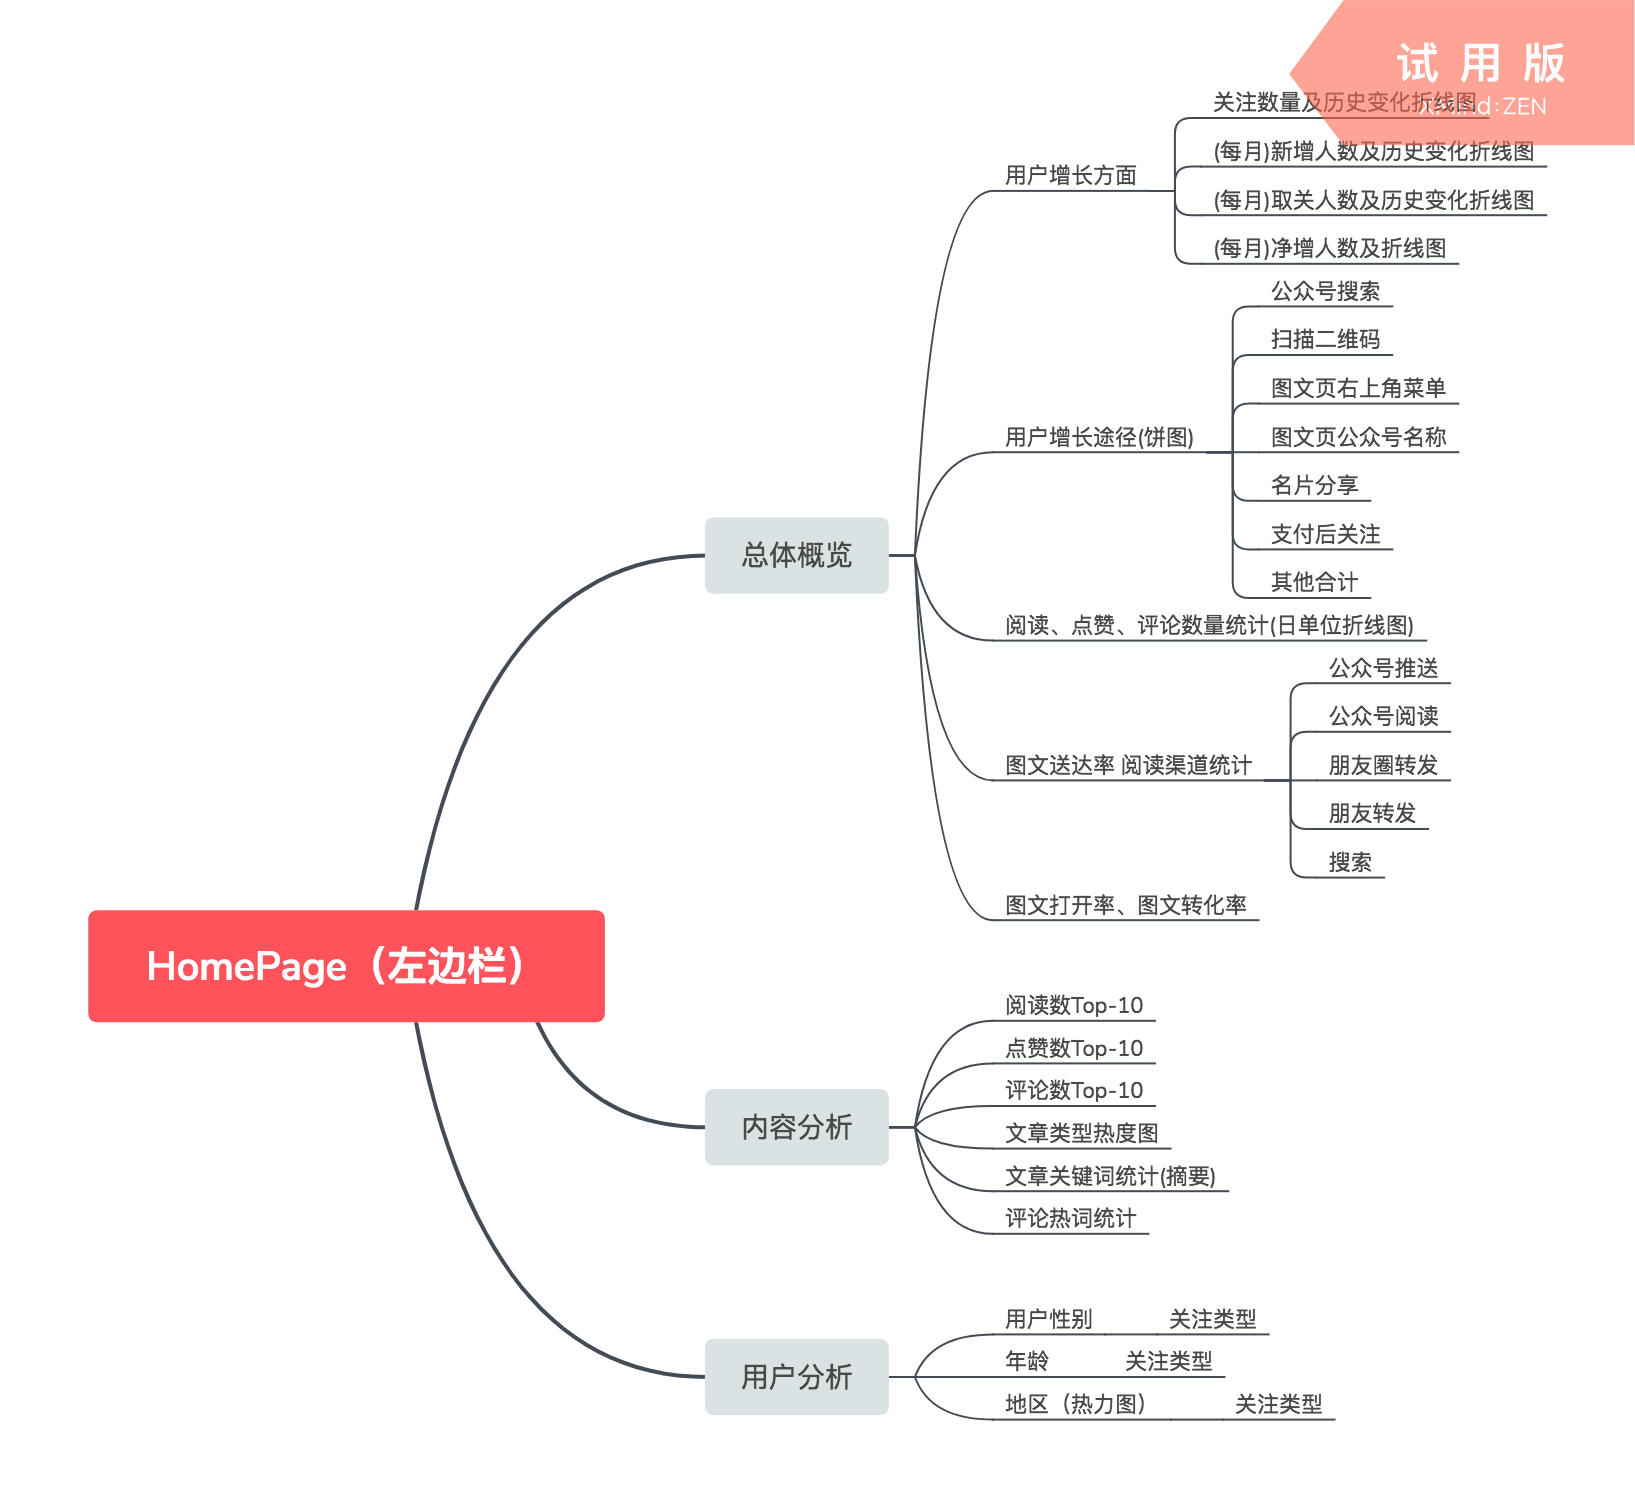 试用版
XMind:ZEN
关注数量及历史变化折线图
(每月)新增人数及历史变化折线图
用户增长方面
(每月)取关人数及历史变化折线图
(每月)净增人数及折线图
公众号搜索
扫描二维码
图文页右上角菜单
用户增长途径(饼图)
图文页公众号名称
名片分享
支付后关注
总体概览
其他合计
阅读、点赞、评论数量统计(日单位折线图)
公众号推送
公众号阅读
图文送达率 阅读渠道统计
朋友圈转发
朋友转发
搜索
图文打开率、图文转化率
HomePage（左边栏）
阅读数Top-10
点赞数Top-10
评论数Top-10
内容分析
文章类型热度图
文章关键词统计(摘要)
评论热词统计
用户性别
关注类型
用户分析
年龄
关注类型
地区（热力图）
关注类型